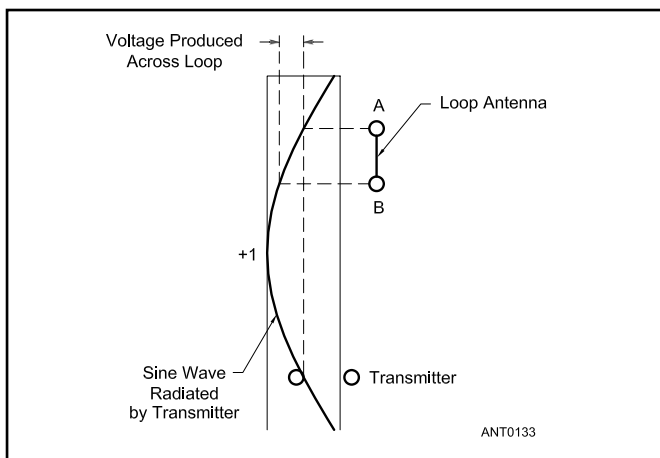 Voltage Produced
Across Loop
A
Loop Antenna
B
+1
Sine Wave
Radiated
by Transmitter
Transmitter
ANT0133